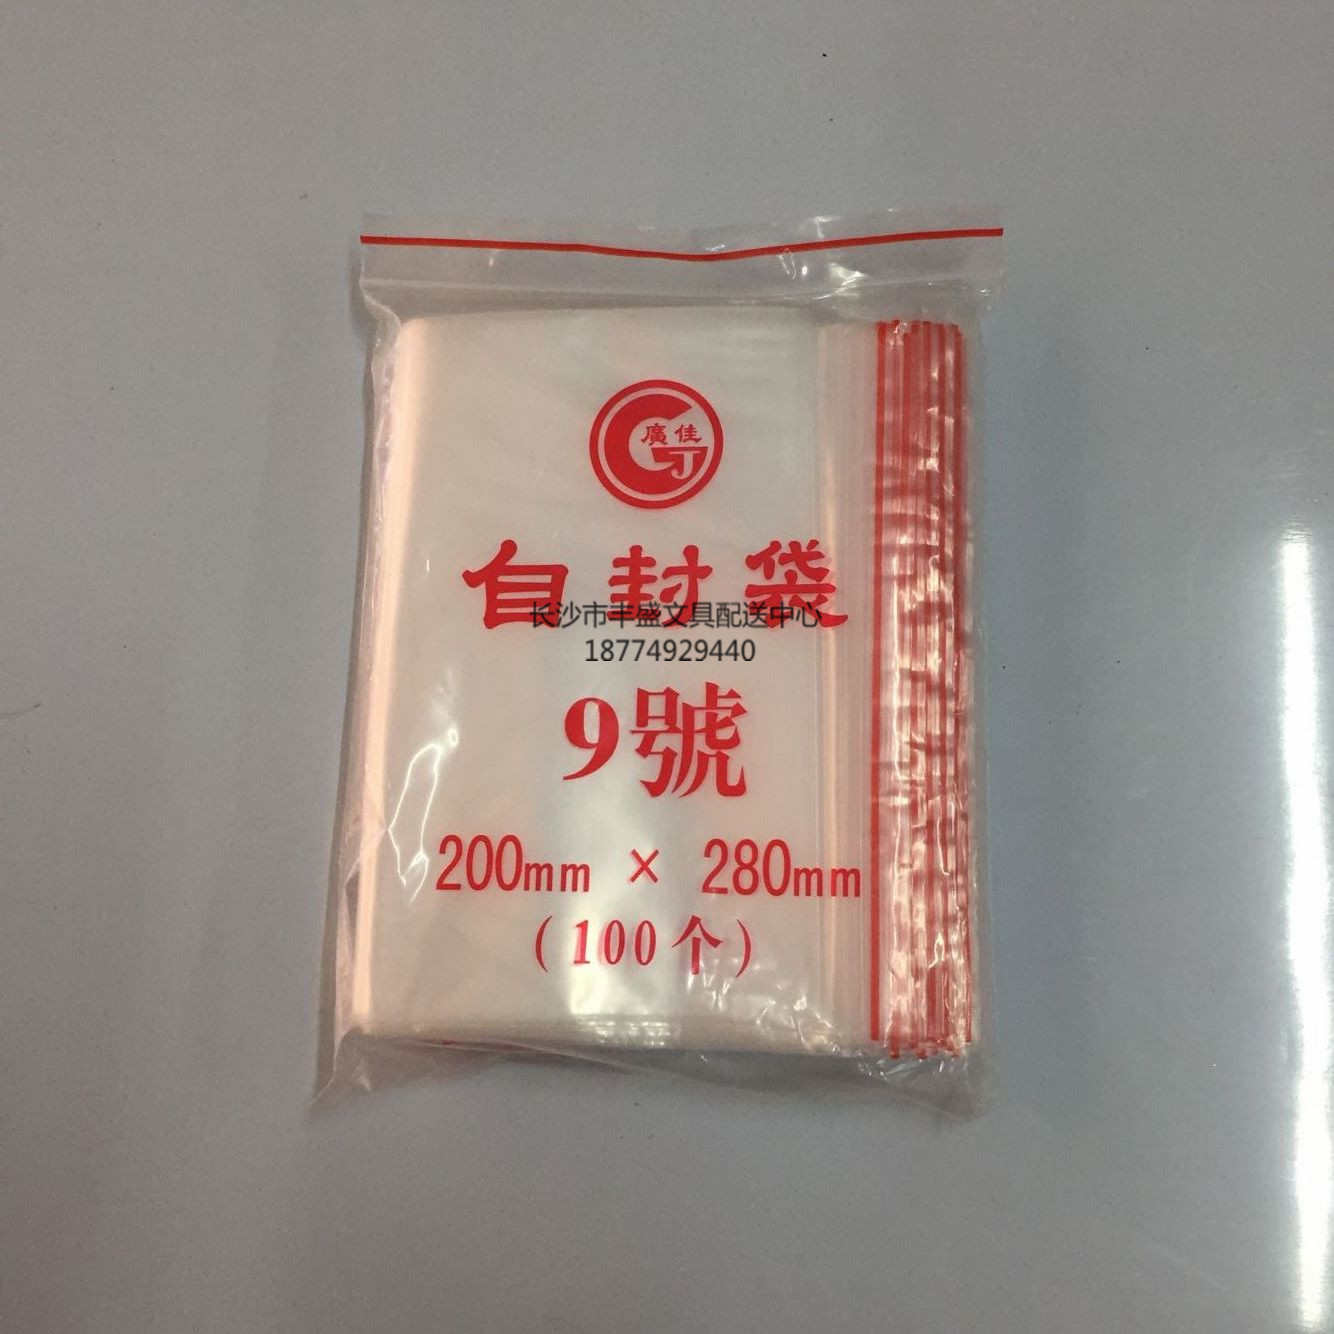 廣佳
GJ
自封袋
长沙市丰盛文具配送中心
18774929440
9號
200mm × 280mm
(100个)